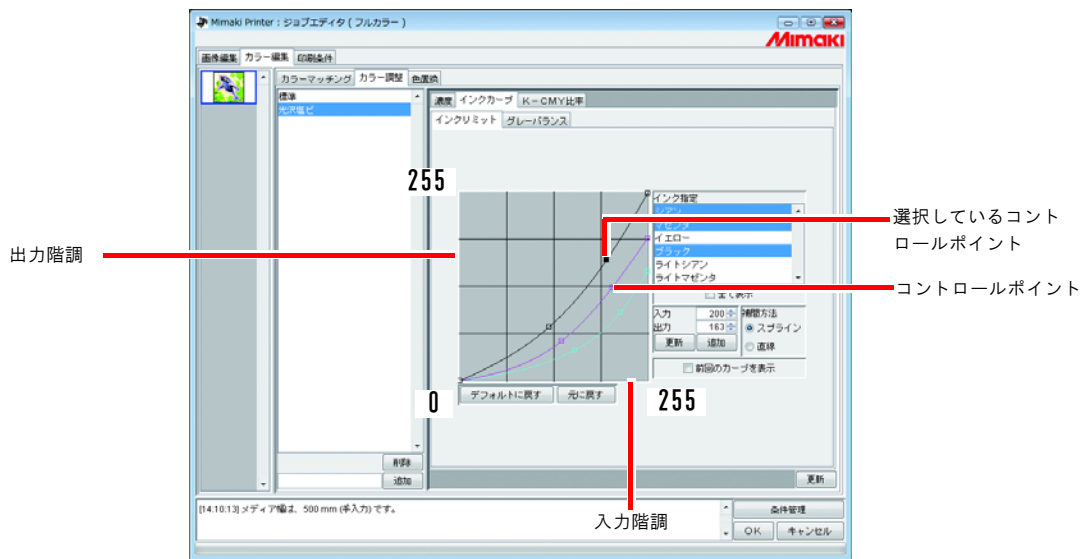 Mimaki Printer : ジョブエディタ ( フルカラー )
Mimaki
画像編集 カラー編集 印刷条件
カラーマッチング カラー調整 色置換
標準
光沢塩ビ
濃度 インクカーブ K－CMY比率
インクリミット グレーバランス
255
出力階調
インク指定
シアン
マゼンタ
イエロー
ブラック
ライトシアン
ライトマゼンタ
選択しているコント
ロールポイント
コントロールポイント
全て表示
入力 200
出力 163
更新 追加
補間方法
スプライン
直線
前回のカーブを表示
0
デフォルトに戻す 元に戻す
255
削除
追加
更新
入力階調
[14:10:13] メディア幅は、500 mm (手入力) です。
条件管理
OK キャンセル